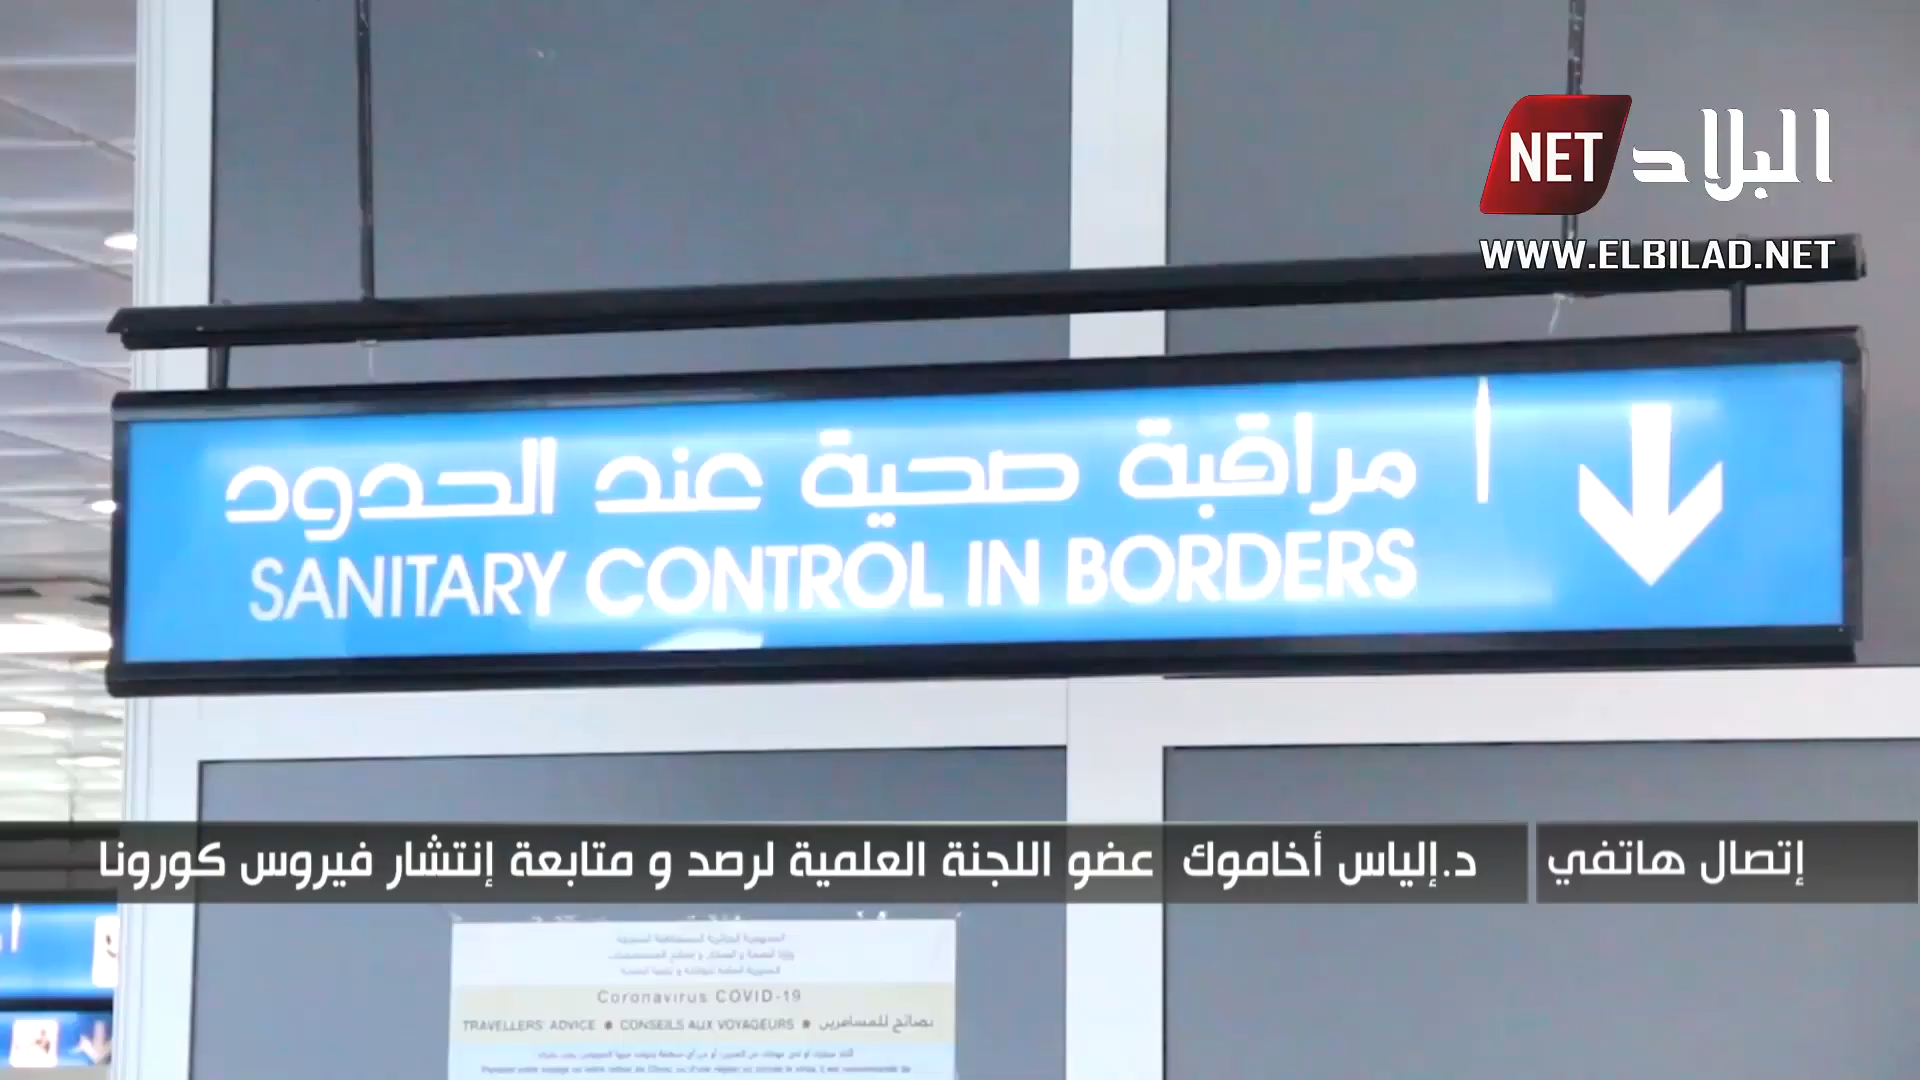 NET البلاد
WWW.ELBILAD.NET
مراقبة صحية عند الحدود
SANITARY CONTROL IN BORDERS
إتصال هاتفي
د.إلياس أخاموك عضو اللجنة العلمية لرصد و متابعة إنتشار فيروس كورونا
Coronavirus COVID-19
TRAVELLERS' ADVICE ✱ CONSEILS AUX VOYAGEURS ✱ نصائح للمسافرين